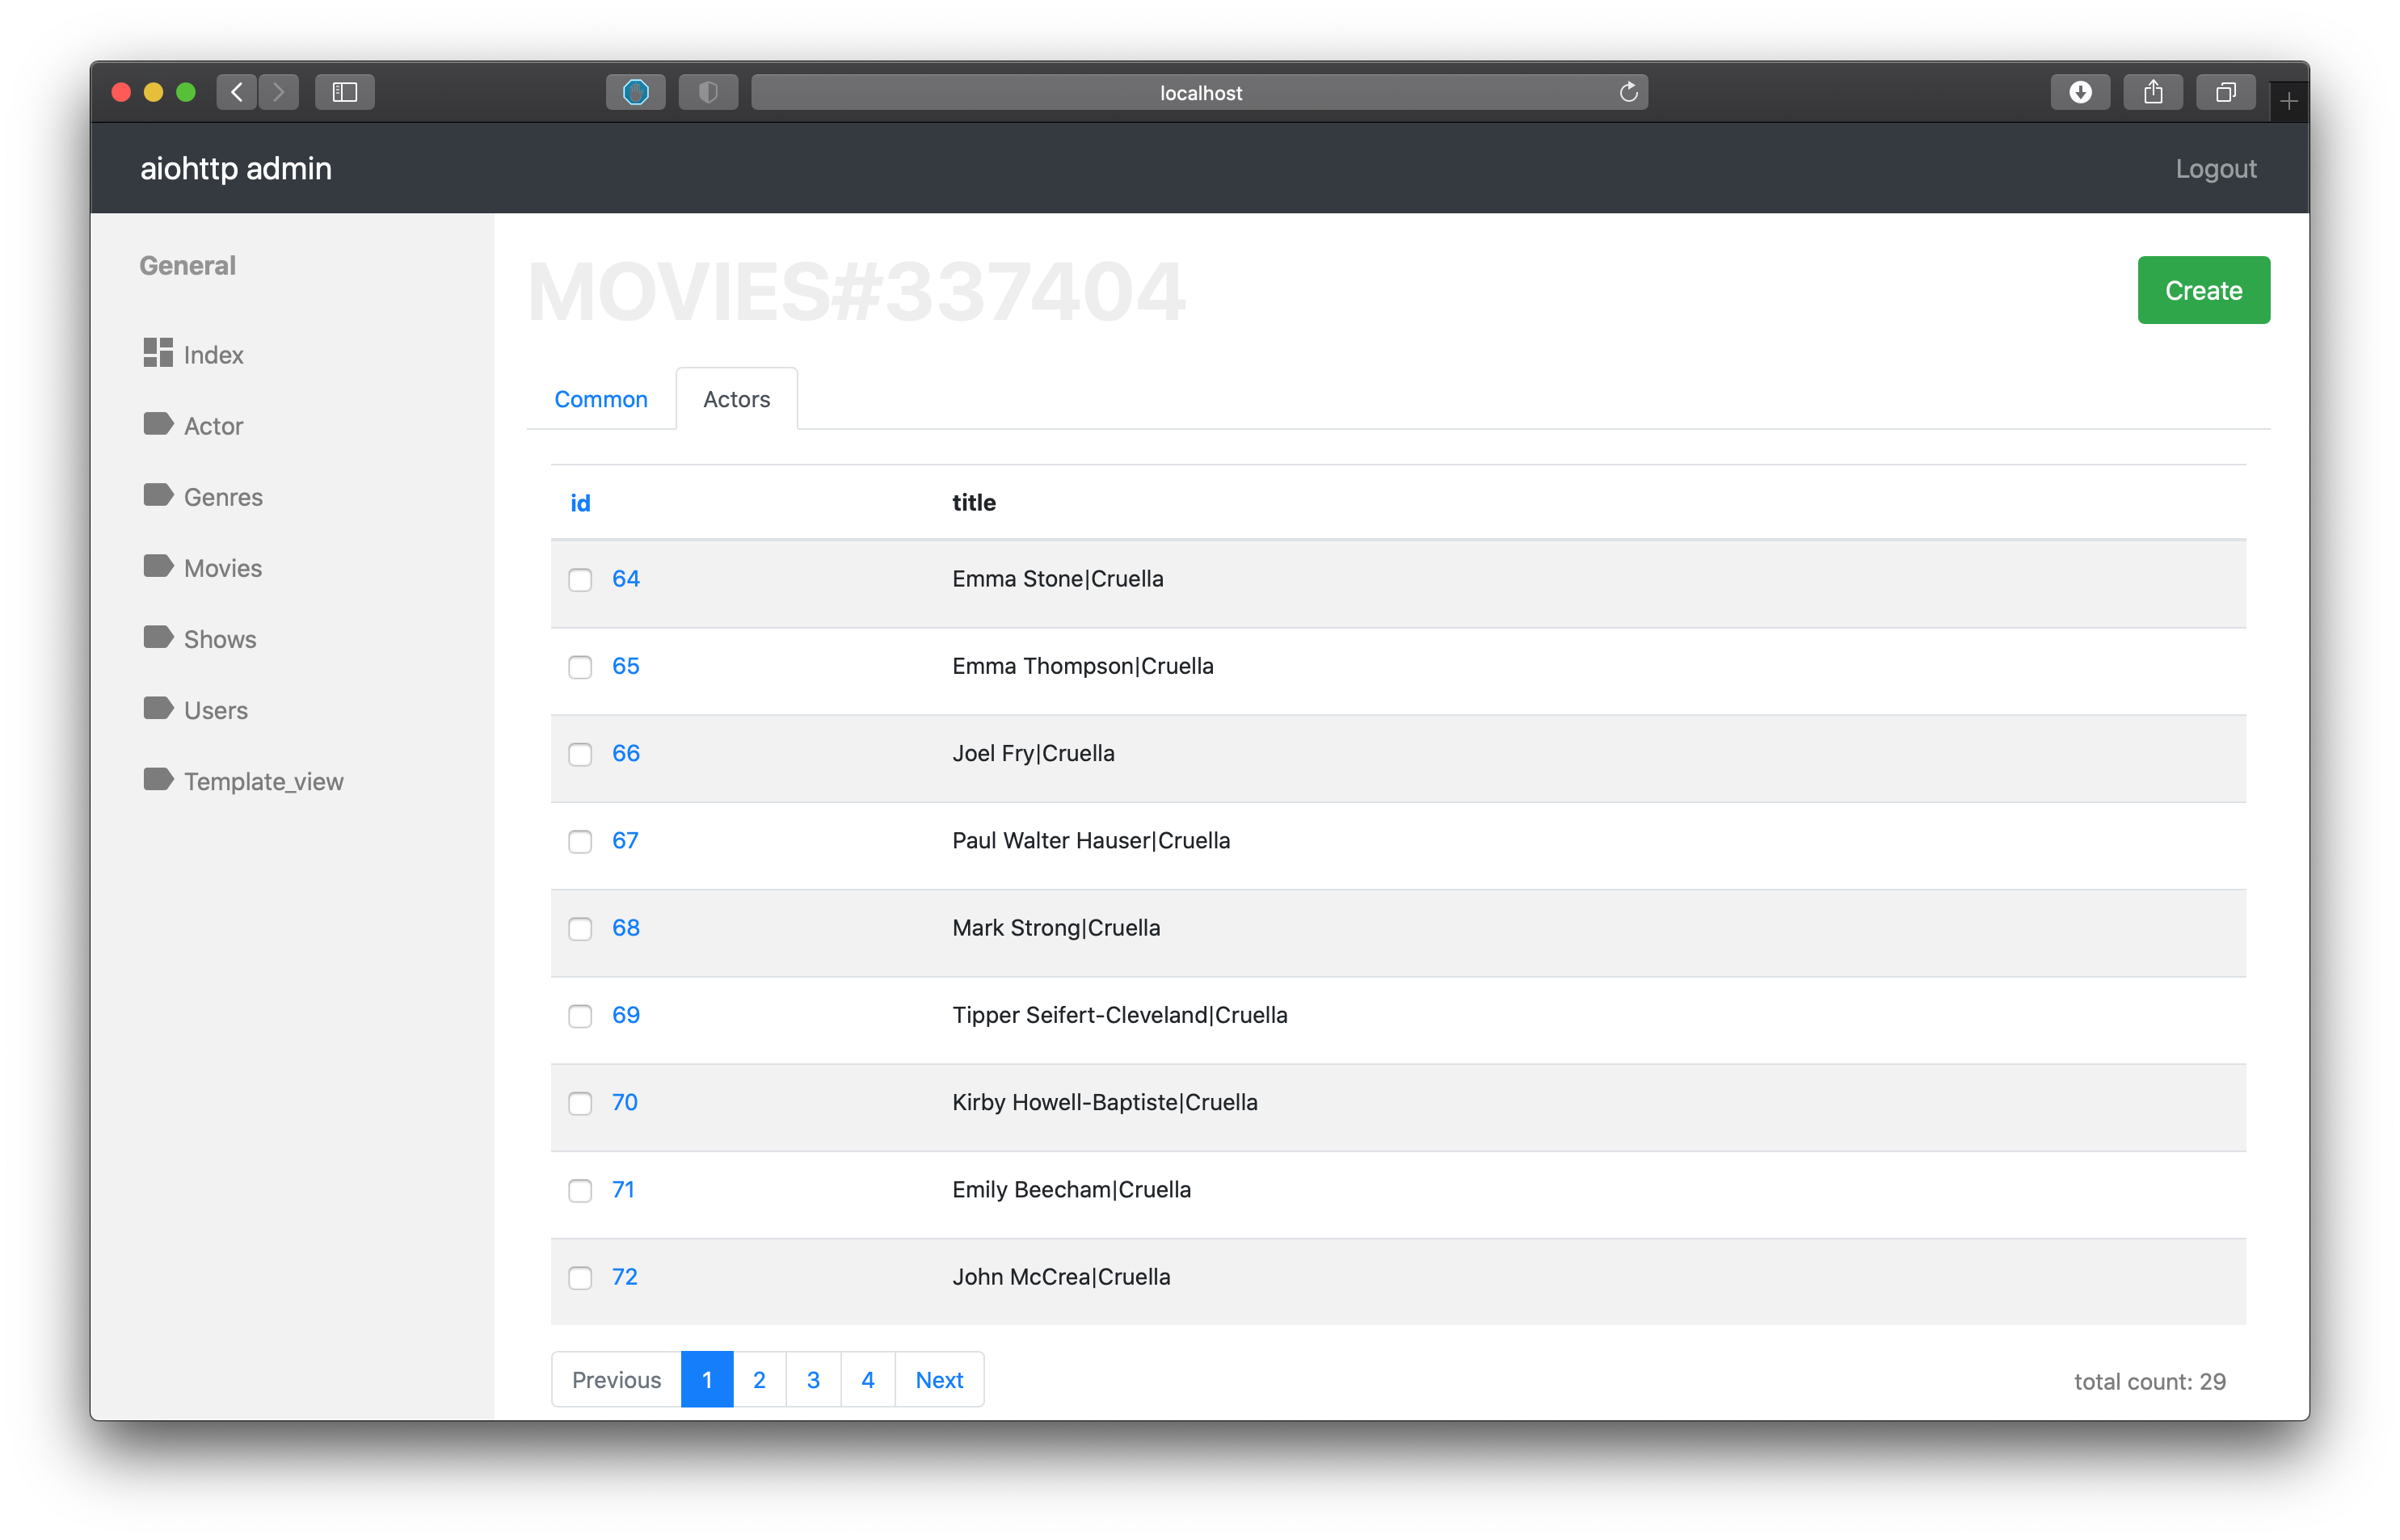 localhost
aiohttp admin
Logout
General
Index
Actor
Genres
Movies
Shows
Users
Template_view
MOVIES#337404
Create
Common Actors
id title
64 Emma Stone|Cruella
65 Emma Thompson|Cruella
66 Joel Fry|Cruella
67 Paul Walter Hauser|Cruella
68 Mark Strong|Cruella
69 Tipper Seifert-Cleveland|Cruella
70 Kirby Howell-Baptiste|Cruella
71 Emily Beecham|Cruella
72 John McCrea|Cruella
Previous 1 2 3 4 Next
total count: 29